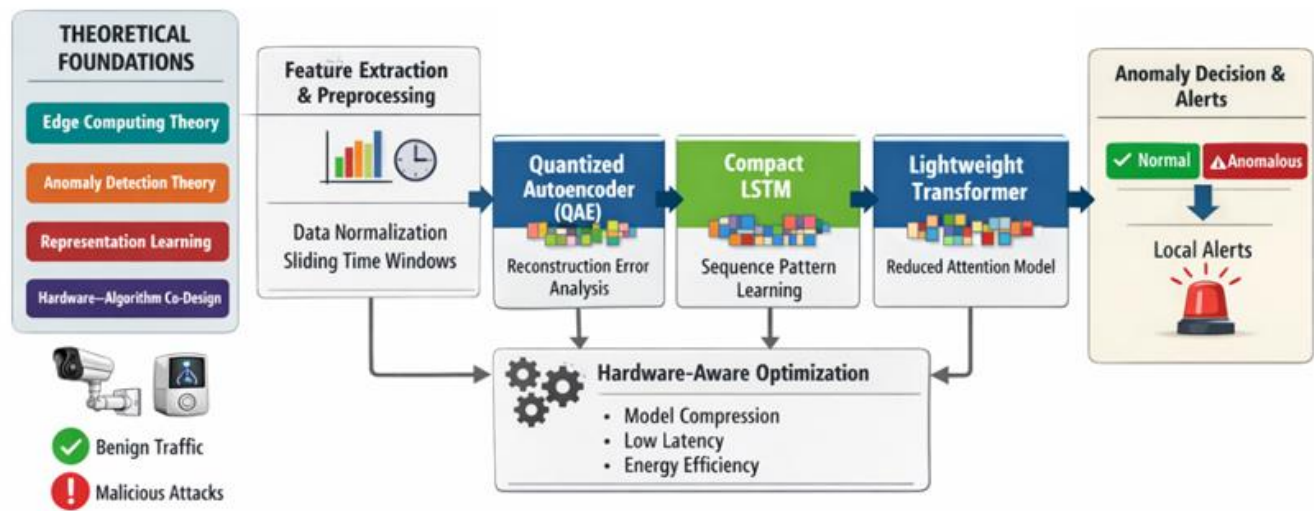 THEORETICAL
FOUNDATIONS
Edge Computing Theory
Anomaly Detection Theory
Representation Learning
Hardware—Algorithm Co-Design
Benign Traffic
Malicious Attacks
Feature Extraction
& Preprocessing
Data Normalization
Sliding Time Windows
Quantized
Autoencoder
(QAE)
Reconstruction Error
Analysis
Compact
LSTM
Sequence Pattern
Learning
Lightweight
Transformer
Reduced Attention Model
Hardware-Aware Optimization
• Model Compression
• Low Latency
• Energy Efficiency
Anomaly Decision &
Alerts
Normal
Anomalous
Local Alerts